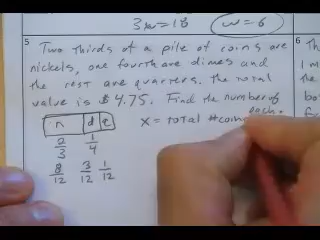 3w=18 w=6
5 Two thirds of a pile of coins are
nickels, one fourth are dimes and
the rest are quarters. The total
value is $4.75. Find the number of
each.
n d q
x = total # coin
2/3 1/4
8/12 3/12 1/12
6